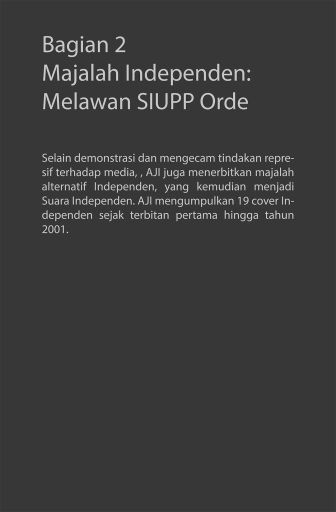 Bagian 2
Majalah Independen:
Melawan SIUPP Orde
Selain demonstrasi dan mengecam tindakan repre-
sif terhadap media, , AJI juga menerbitkan majalah
alternatif Independen, yang kemudian menjadi
Suara Independen. AJI mengumpulkan 19 cover In-
dependen sejak terbitan pertama hingga tahun
2001.